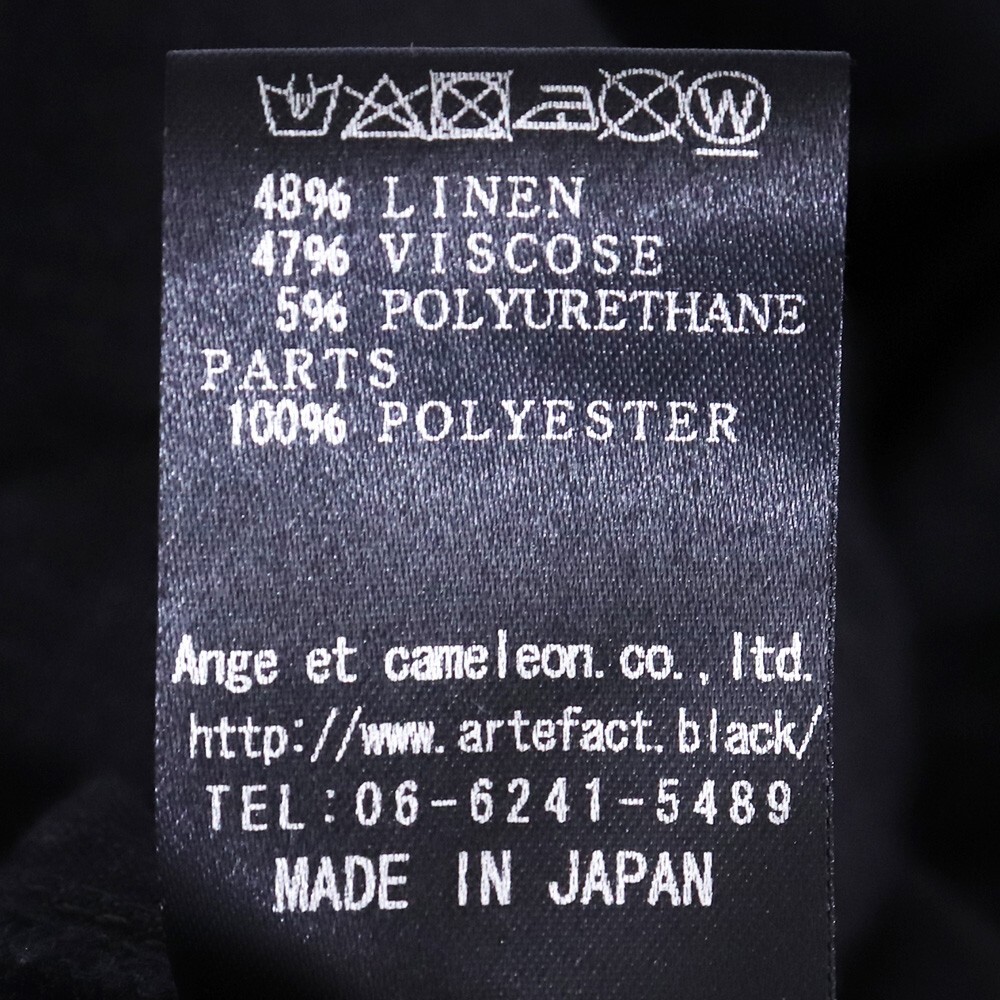 W
48% LINEN
47% VISCOSE
5% POLYURETHANE
PARTS
100% POLYESTER
Ange et cameleon.co.,ltd.
http://www.artefact.black/
TEL:06-6241-5489
MADE IN JAPAN